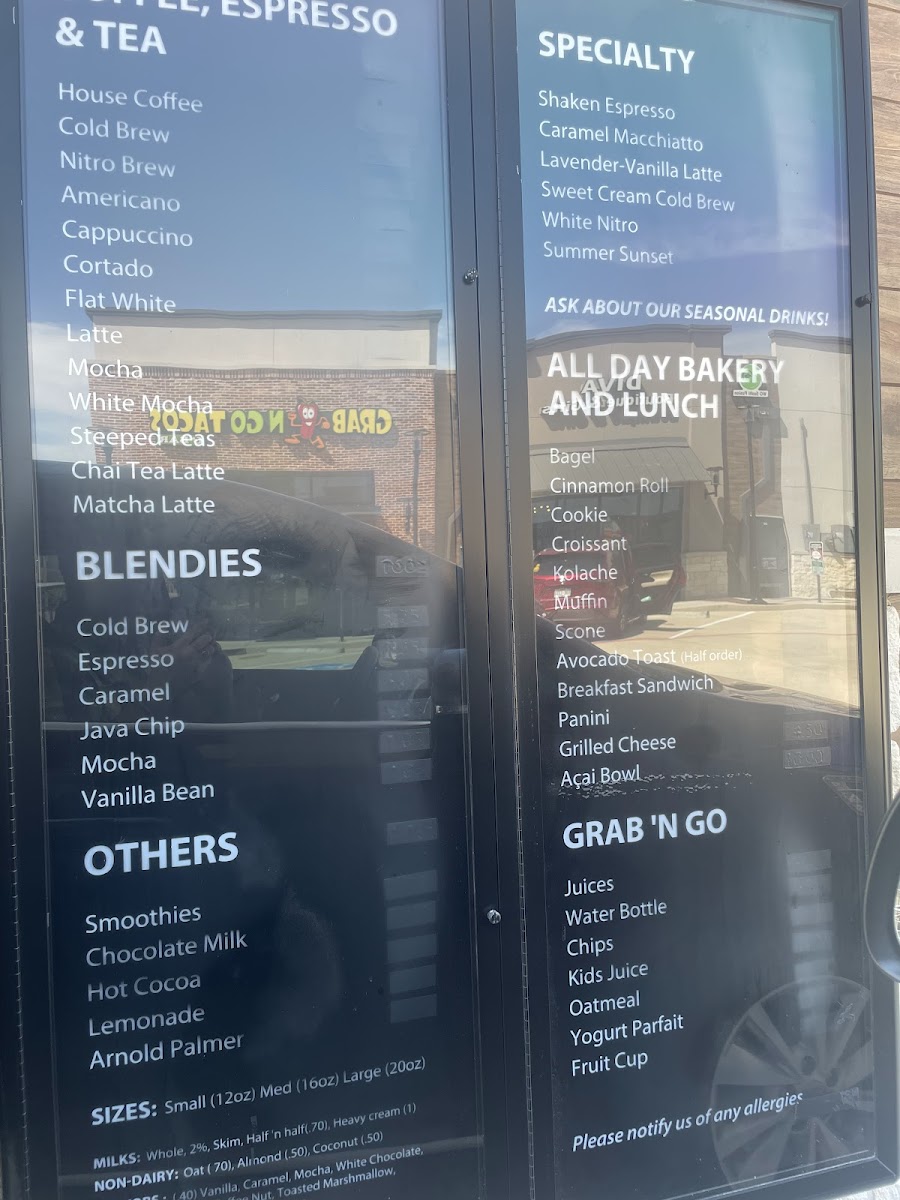 COFFEE, ESPRESSO
& TEA
House Coffee
Cold Brew
Nitro Brew
Americano
Cappuccino
Cortado
Flat White
Latte
Mocha
White Mocha
Steeped Teas
Chai Tea Latte
Matcha Latte
BLENDIES
Cold Brew
Espresso
Caramel
Java Chip
Mocha
Vanilla Bean
OTHERS
Smoothies
Chocolate Milk
Hot Cocoa
Lemonade
Arnold Palmer
SIZES: Small (12oz) Med (16oz) Large (20oz)
MILKS: Whole, 2%, Skim, Half 'n half(.70), Heavy cream (1)
NON-DAIRY: Oat (.70), Almond (.50), Coconut (.50)
(.40) Vanilla, Caramel, Mocha, White Chocolate,
Nut, Toasted Marshmallow,
SPECIALTY
Shaken Espresso
Caramel Macchiatto
Lavender-Vanilla Latte
Sweet Cream Cold Brew
White Nitro
Summer Sunset
ASK ABOUT OUR SEASONAL DRINKS!
ALL DAY BAKERY
AND LUNCH
Bagel
Cinnamon Roll
Cookie
Croissant
Kolache
Muffin
Scone
Avocado Toast (Half order)
Breakfast Sandwich
Panini
Grilled Cheese
Açai Bowl
GRAB 'N GO
Juices
Water Bottle
Chips
Kids Juice
Oatmeal
Yogurt Parfait
Fruit Cup
Please notify us of any allergies
GRAB N GO TACOS